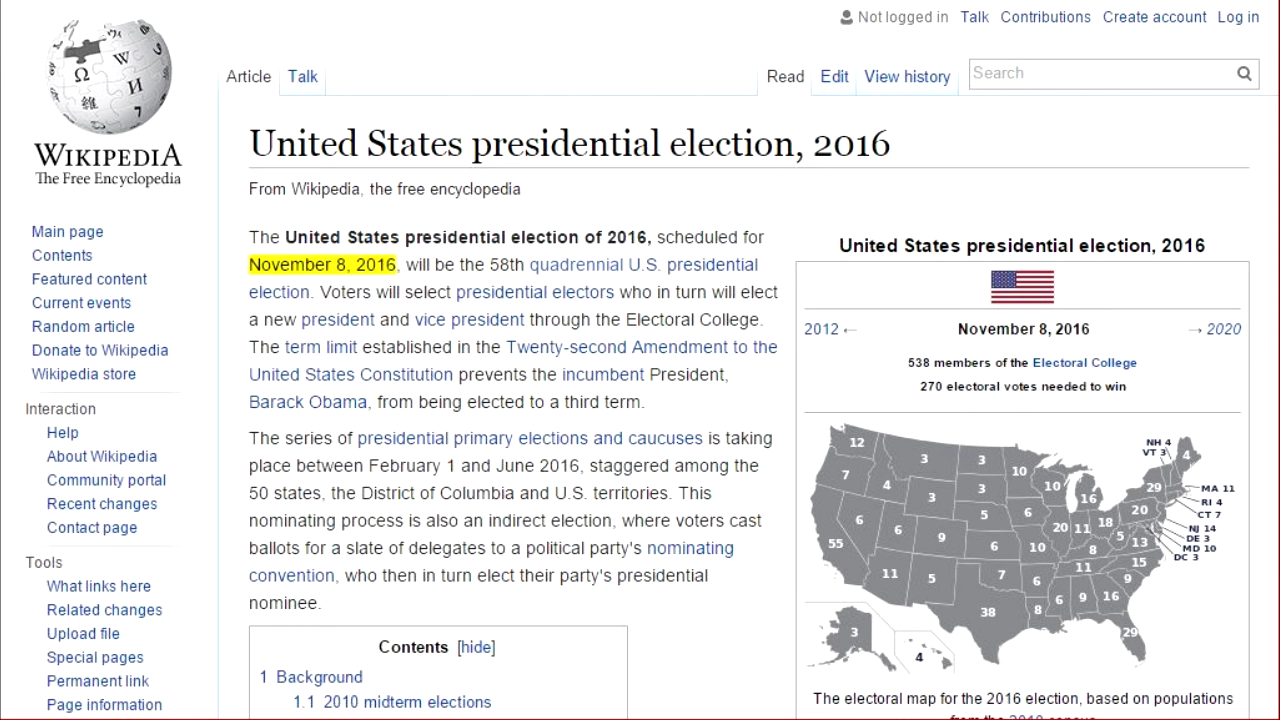 Not logged in Talk Contributions Create account Log in
Article Talk Read Edit View history Search
WIKIPEDIA
The Free Encyclopedia
Main page
Contents
Featured content
Current events
Random article
Donate to Wikipedia
Wikipedia store
Interaction
Help
About Wikipedia
Community portal
Recent changes
Contact page
Tools
What links here
Related changes
Upload file
Special pages
Permanent link
Page information
United States presidential election, 2016
From Wikipedia, the free encyclopedia
The United States presidential election of 2016, scheduled for
November 8, 2016, will be the 58th quadrennial U.S. presidential
election. Voters will select presidential electors who in turn will elect
a new president and vice president through the Electoral College.
The term limit established in the Twenty-second Amendment to the
United States Constitution prevents the incumbent President,
Barack Obama, from being elected to a third term.
The series of presidential primary elections and caucuses is taking
place between February 1 and June 2016, staggered among the
50 states, the District of Columbia and U.S. territories. This
nominating process is also an indirect election, where voters cast
ballots for a slate of delegates to a political party's nominating
convention, who then in turn elect their party's presidential
nominee.
Contents [hide]
1 Background
1.1 2010 midterm elections
United States presidential election, 2016
2012 ← November 8, 2016 → 2020
538 members of the Electoral College
270 electoral votes needed to win
12 3 3 10 NH 4 4
VT 3
7 4 3 3 10 16 29 MA 11
RI 4
6 6 5 6 20 11 18 20 CT 7
NJ 14
55 9 6 10 8 5 13 DE 3
MD 10
DC 3
11 5 7 6 11 15
9
38 8 6 9 16
3 4 29
The electoral map for the 2016 election, based on populations
from the 2010 census